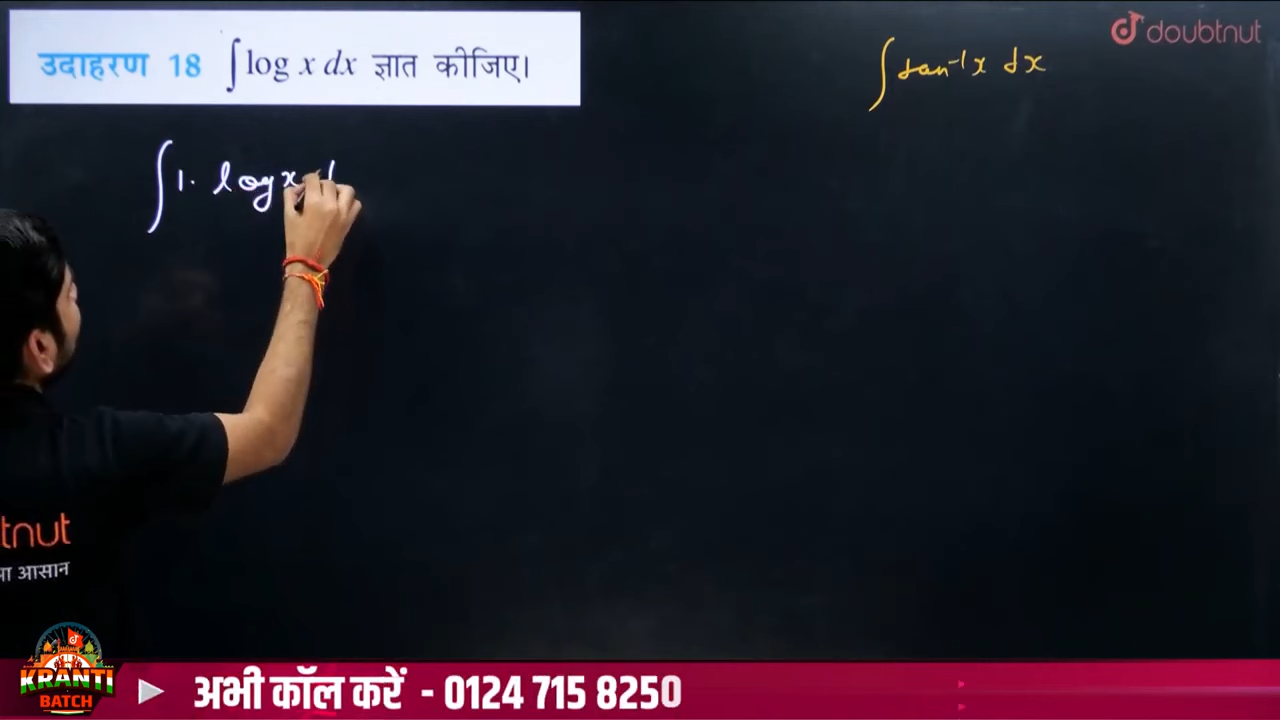 उदाहरण 18 ∫ log x dx ज्ञात कीजिए।
∫ tan⁻¹x dx
doubtnut
∫ 1. log x
tnut
ा आसान
KRANTI
BATCH
अभी कॉल करें - 0124 715 8250